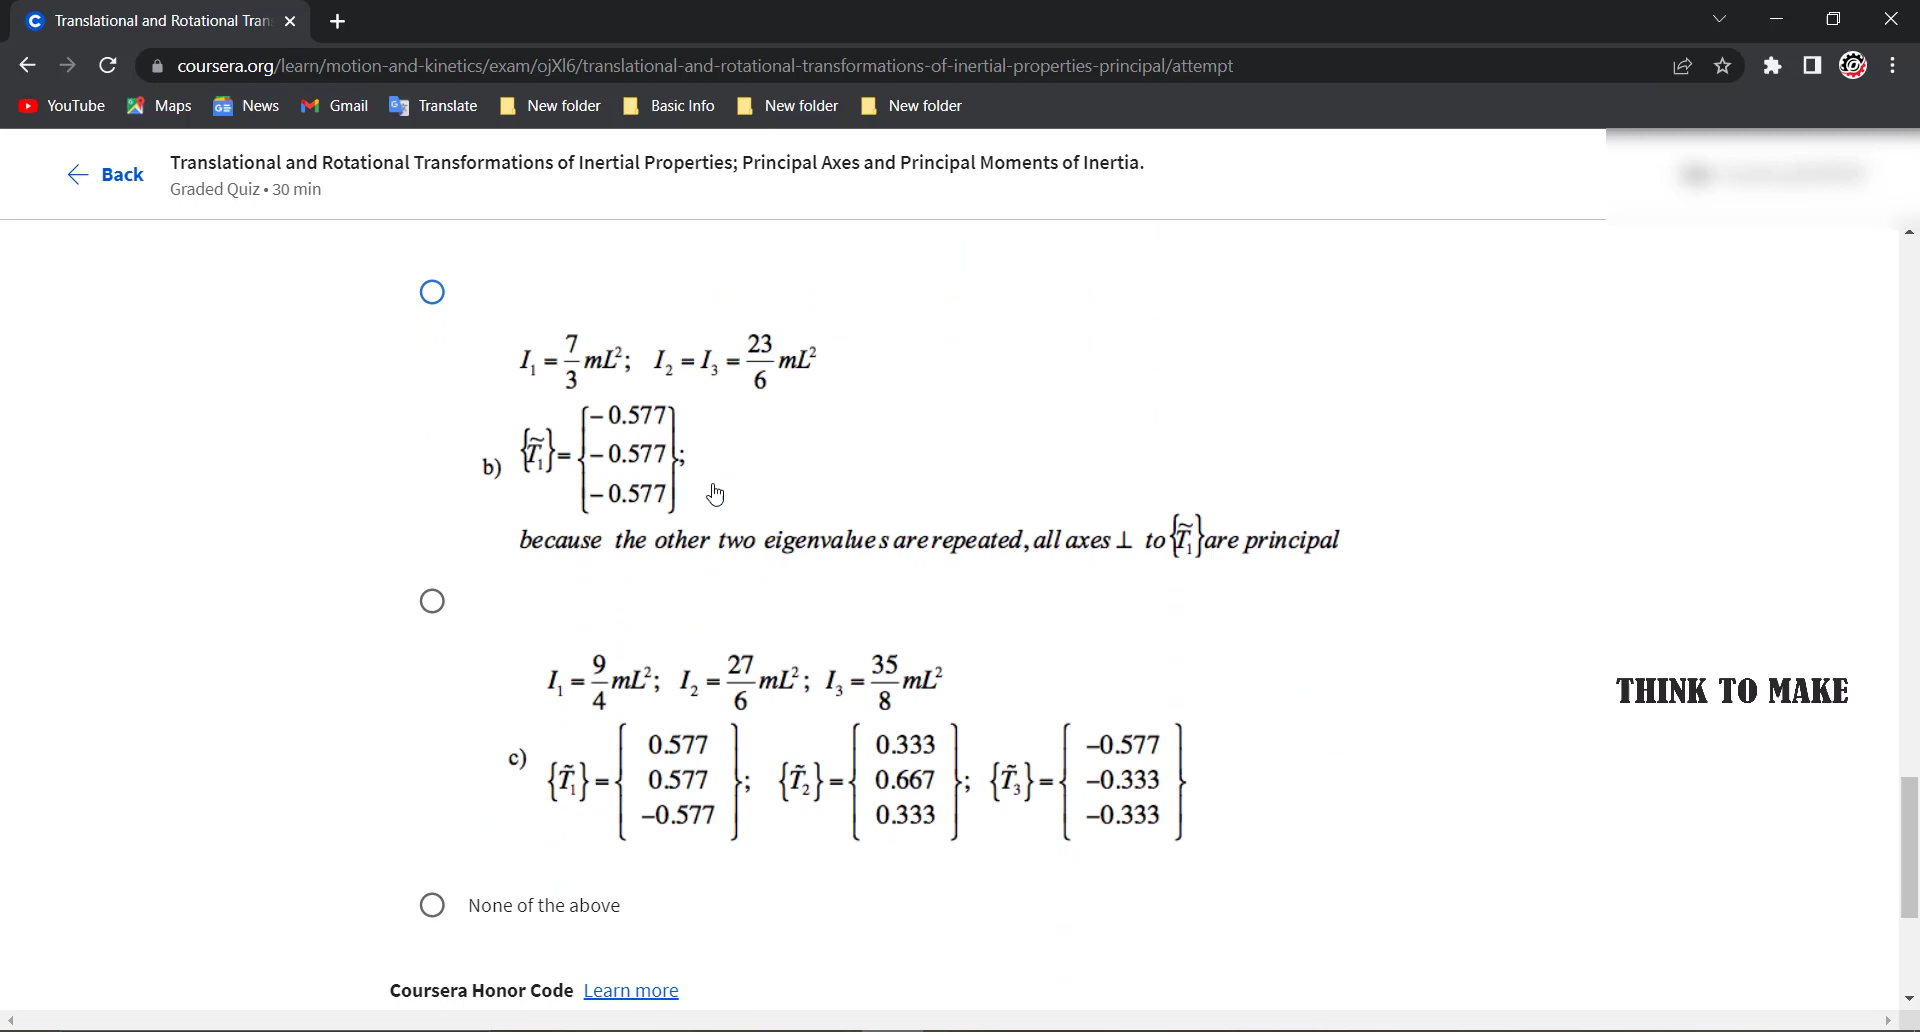 Translational and Rotational Tran
coursera.org/learn/motion-and-kinetics/exam/ojXl6/translational-and-rotational-transformations-of-inertial-properties-principal/attempt
YouTube Maps News Gmail Translate New folder Basic Info New folder New folder
Back
Translational and Rotational Transformations of Inertial Properties; Principal Axes and Principal Moments of Inertia.
Graded Quiz • 30 min
I₁ = 7/3 mL²; I₂ = I₃ = 23/6 mL²
b) {T̃₁} = {-0.577 -0.577 -0.577};
because the other two eigenvalues are repeated, all axes ⊥ to {T̃₁} are principal
I₁ = 9/4 mL²; I₂ = 27/6 mL²; I₃ = 35/8 mL²
THINK TO MAKE
c) {T̃₁} = {0.577 0.577 -0.577}; {T̃₂} = {0.333 0.667 0.333}; {T̃₃} = {-0.577 -0.333 -0.333}
None of the above
Coursera Honor Code Learn more